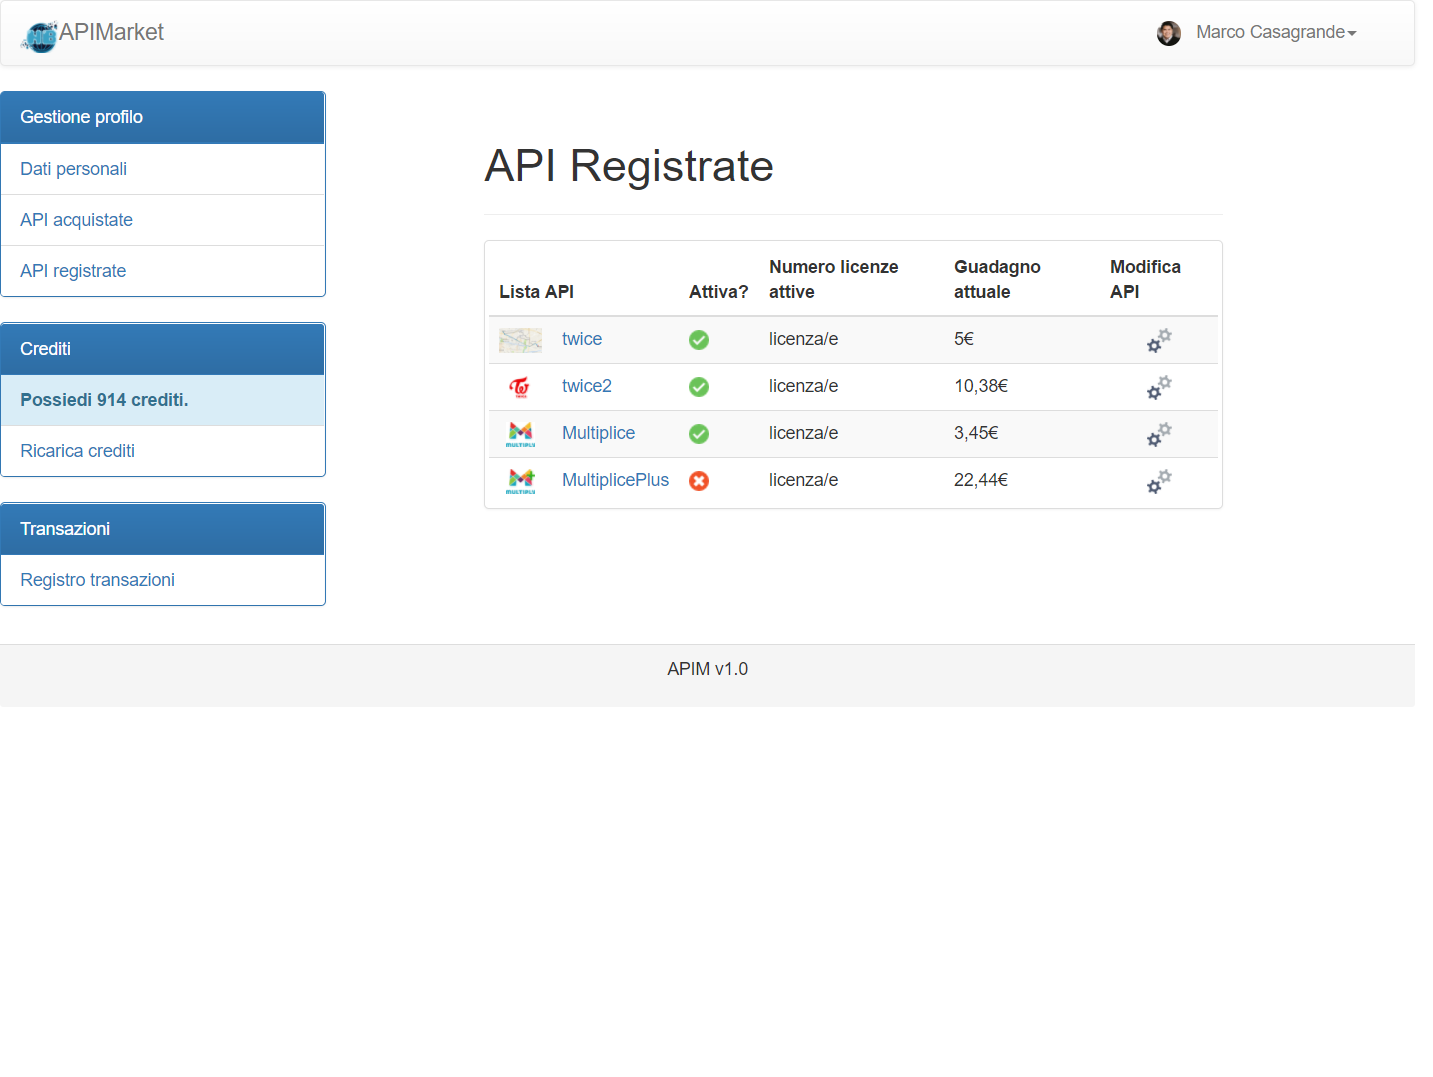 APIMarket
Marco Casagrande
Gestione profilo
Dati personali
API acquistate
API registrate
Crediti
Possiedi 914 crediti.
Ricarica crediti
Transazioni
Registro transazioni
API Registrate
Lista API Attiva? Numero licenze attive Guadagno attuale Modifica API
twice licenza/e 5€
twice2 licenza/e 10,38€
Multiplice licenza/e 3,45€
MultiplicePlus licenza/e 22,44€
APIM v1.0